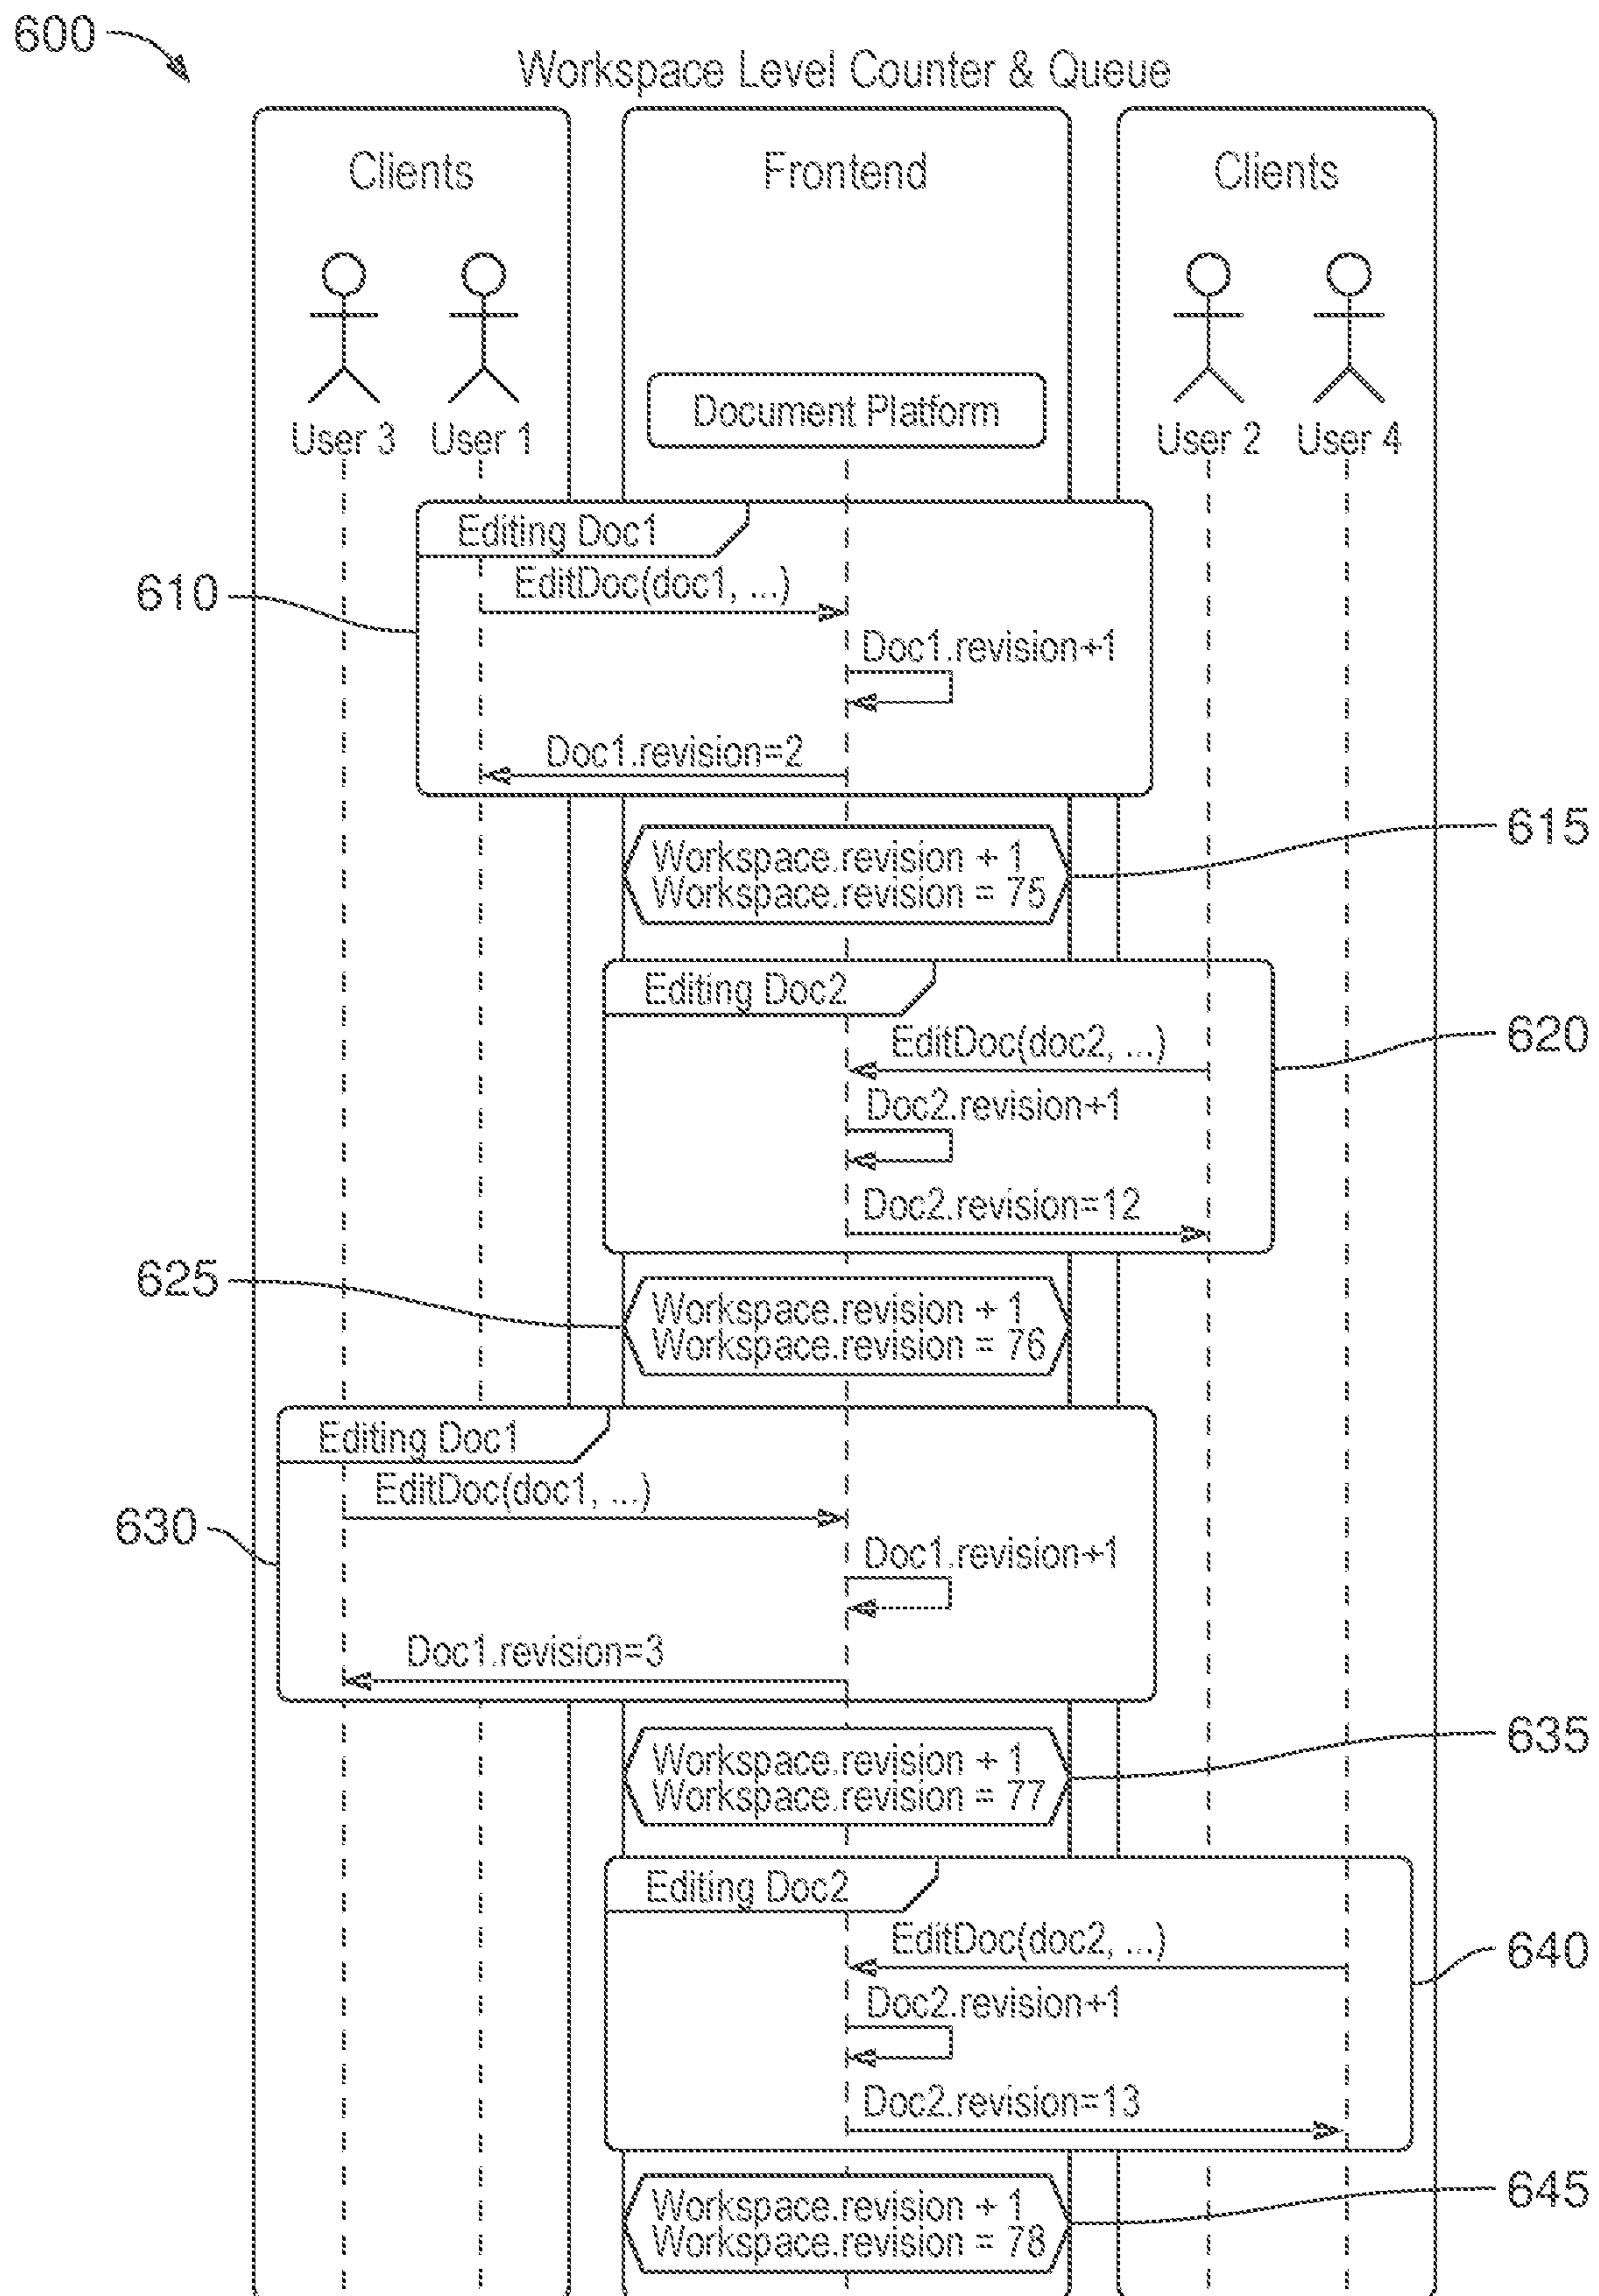 600
Workspace Level Counter & Queue
Clients
Frontend
Clients
Document Platform
User 3
User 1
User 2
User 4
Editing Doc1
EditDoc(doc1, ...)
610
Doc1.revision+1
Doc1.revision=2
615
Workspace.revision + 1
Workspace.revision = 75
Editing Doc2
620
EditDoc(doc2, ...)
Doc2.revision+1
Doc2.revision=12
625
Workspace.revision + 1
Workspace.revision = 76
Editing Doc1
EditDoc(doc1, ...)
630
Doc1.revision+1
Doc1.revision=3
635
Workspace.revision + 1
Workspace.revision = 77
Editing Doc2
EditDoc(doc2, ...)
640
Doc2.revision+1
Doc2.revision=13
645
Workspace.revision + 1
Workspace.revision = 78